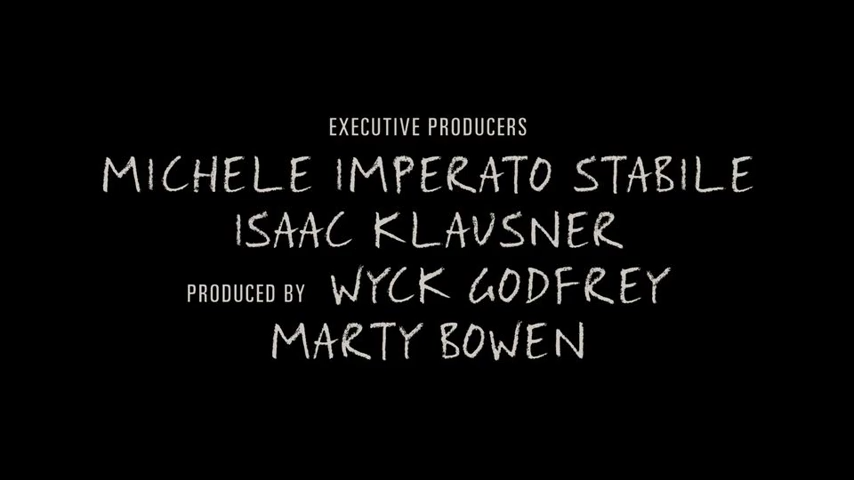 EXECUTIVE PRODUCERS
MICHELE IMPERATO STABILE
ISAAC KLAUSNER
PRODUCED BY WYCK GODFREY
MARTY BOWEN